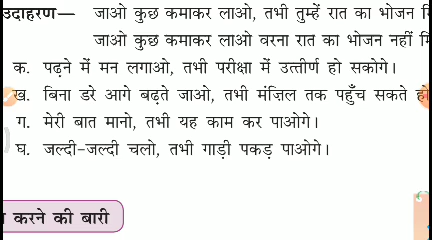 उदाहरण— जाओ कुछ कमाकर लाओ, तभी तुम्हें रात का भोजन
जाओ कुछ कमाकर लाओ वरना रात का भोजन नहीं
क. पढ़ने में मन लगाओ, तभी परीक्षा में उत्तीर्ण हो सकोगे।
ख. बिना डरे आगे बढ़ते जाओ, तभी मंज़िल तक पहुँच सकते हो
ग. मेरी बात मानो, तभी यह काम कर पाओगे।
घ. जल्दी-जल्दी चलो, तभी गाड़ी पकड़ पाओगे।
करने की बारी